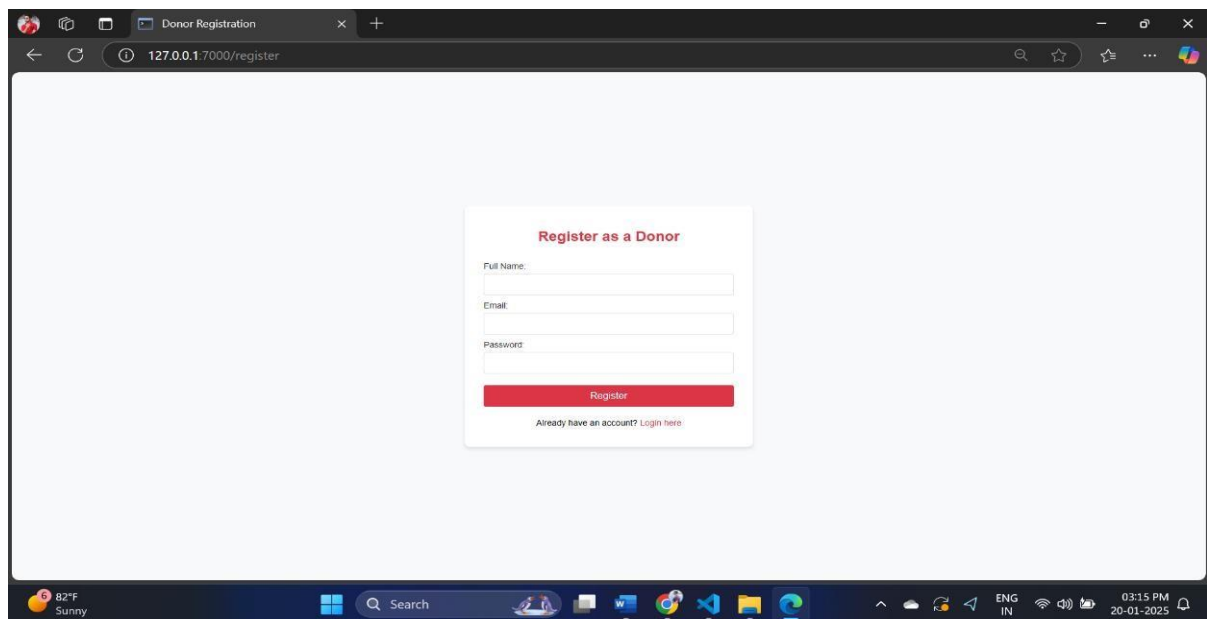 Donor Registration
127.0.0.1:7000/register
Register as a Donor
Full Name:
Email:
Password:
Register
Already have an account? Login here
6
82°F
Sunny
Search
ENG
IN
03:15 PM
20-01-2025